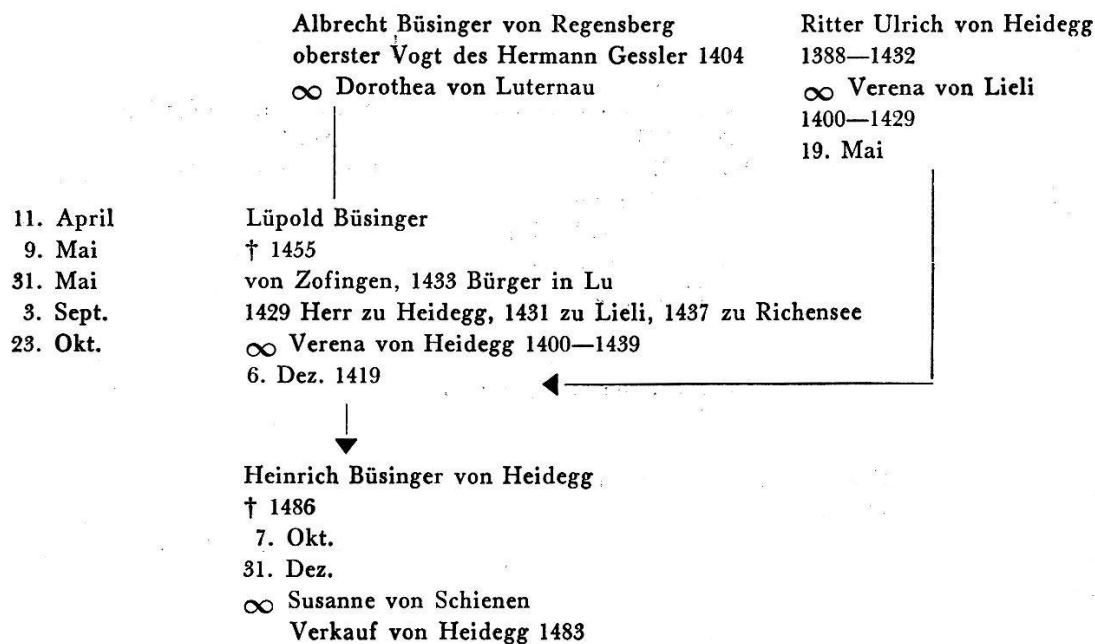 Albrecht Büsinger von Regensberg
oberster Vogt des Hermann Gessler 1404
∞ Dorothea von Luternau
Ritter Ulrich von Heidegg
1388—1432
∞ Verena von Lieli
1400—1429
19. Mai
11. April
9. Mai
31. Mai
3. Sept.
23. Okt.
Lüpold Büsinger
† 1455
von Zofingen, 1433 Bürger in Lu
1429 Herr zu Heidegg, 1431 zu Lieli, 1437 zu Richensee
∞ Verena von Heidegg 1400—1439
6. Dez. 1419
Heinrich Büsinger von Heidegg
† 1486
7. Okt.
31. Dez.
∞ Susanne von Schienen
Verkauf von Heidegg 1483